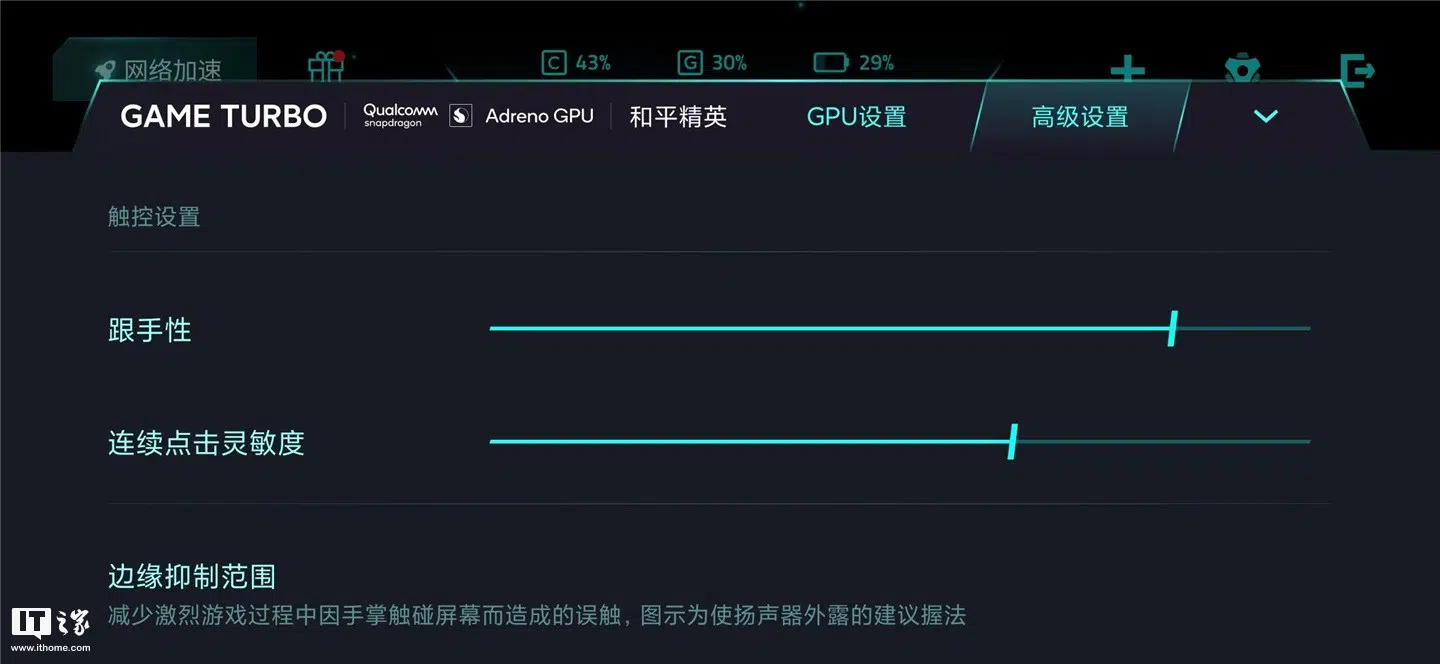 网络加速 C 43% G 30% 29%
GAME TURBO Qualcomm snapdragon Adreno GPU 和平精英 GPU设置 高级设置
触控设置
跟手性
连续点击灵敏度
边缘抑制范围
减少激烈游戏过程中因手掌触碰屏幕而造成的误触，图示为使扬声器外露的建议握法
IT之家
www.ithome.com